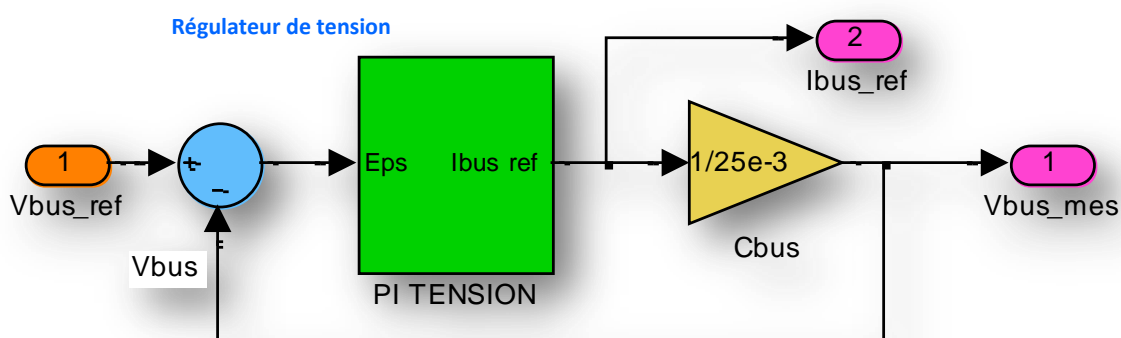 Régulateur de tension
2
Ibus_ref
1
Vbus_ref
+
−
Eps
Ibus ref
1/25e-3
1
Vbus_mes
Vbus
Cbus
PI TENSION